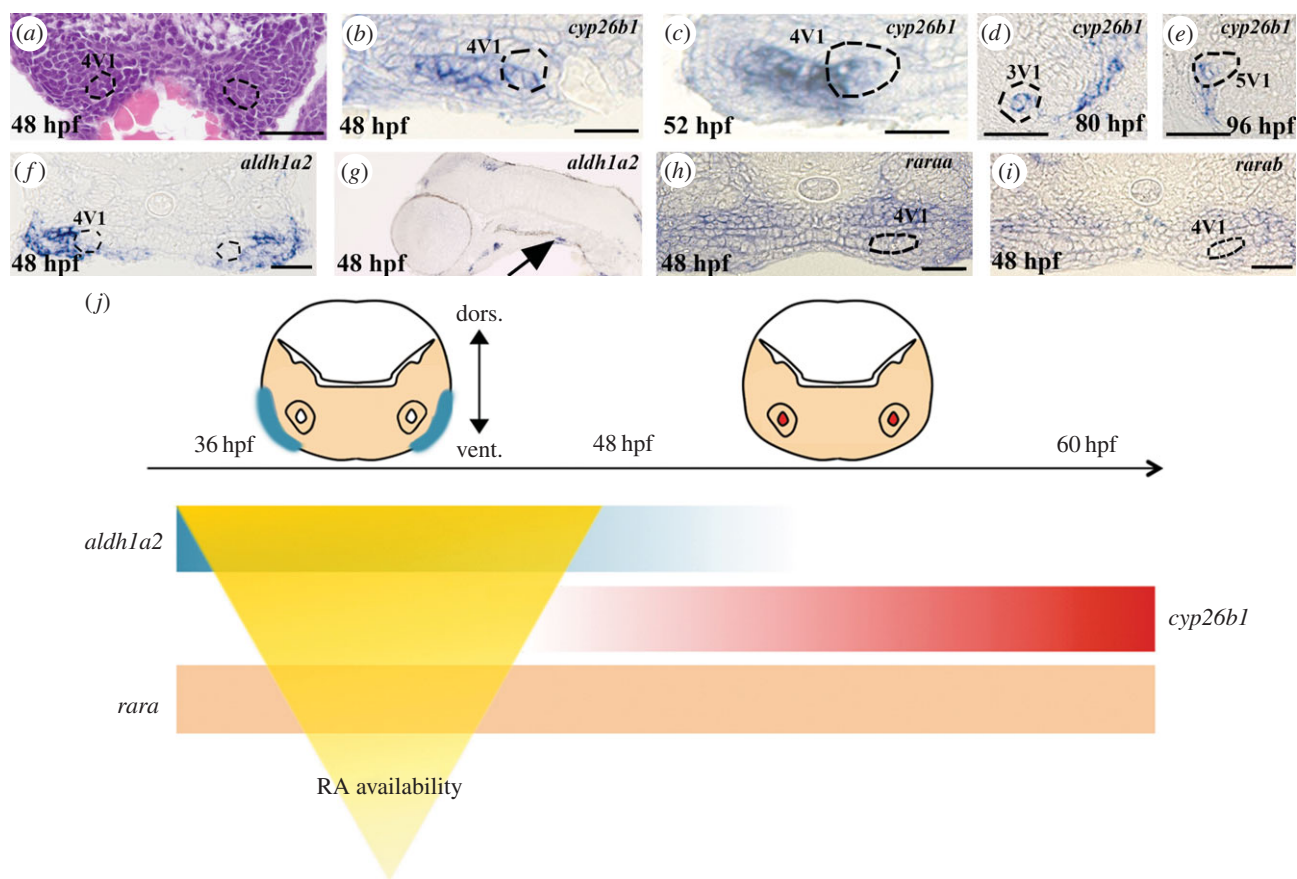 (a)
4V1
48 hpf
(b)
cyp26b1
4V1
48 hpf
(c)
cyp26b1
4V1
52 hpf
(d)
cyp26b1
3V1
80 hpf
(e)
cyp26b1
5V1
96 hpf
(f)
aldh1a2
4V1
48 hpf
(g)
aldh1a2
48 hpf
(h)
raraa
4V1
48 hpf
(i)
rarab
4V1
48 hpf
(j)
dors.
vent.
36 hpf
48 hpf
60 hpf
aldh1a2
cyp26b1
rara
RA availability